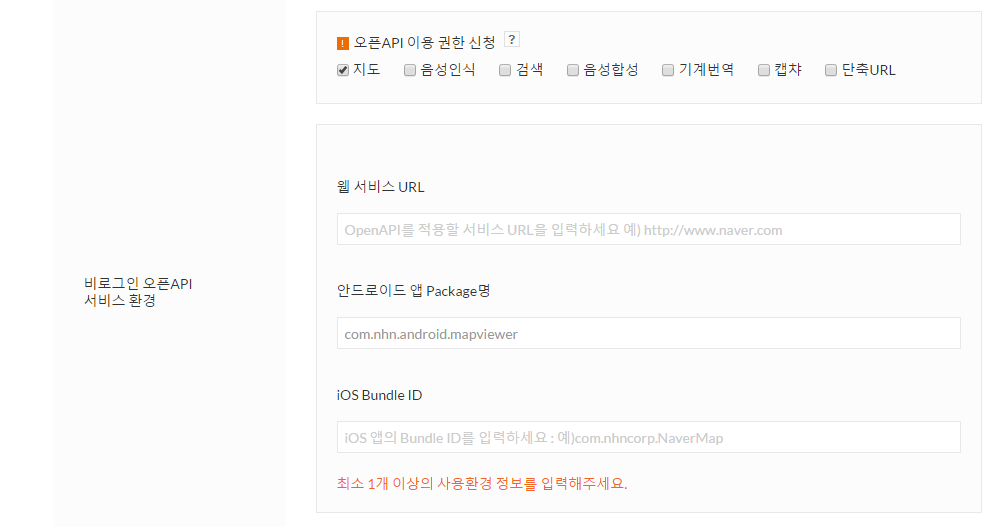 ! 오픈API 이용 권한 신청 ?
지도 음성인식 검색 음성합성 기계번역 캡챠 단축URL
비로그인 오픈API
서비스 환경
웹 서비스 URL
OpenAPI를 적용할 서비스 URL을 입력하세요 예) http://www.naver.com
안드로이드 앱 Package명
com.nhn.android.mapviewer
iOS Bundle ID
iOS 앱의 Bundle ID를 입력하세요 : 예)com.nhncorp.NaverMap
최소 1개 이상의 사용환경 정보를 입력해주세요.